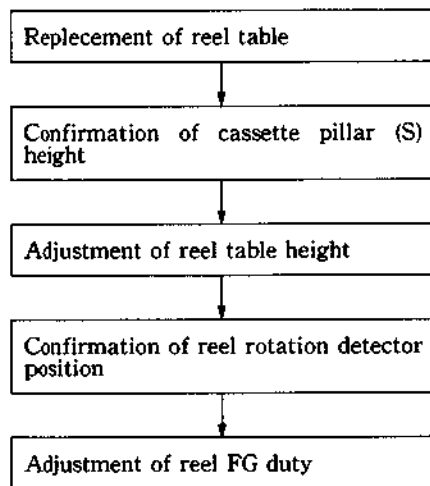 Replecement of reel table
Confirmation of cassette pillar (S)
height
Adjustment of reel table height
Confirmation of reel rotation detector
position
Adjustment of reel FG duty